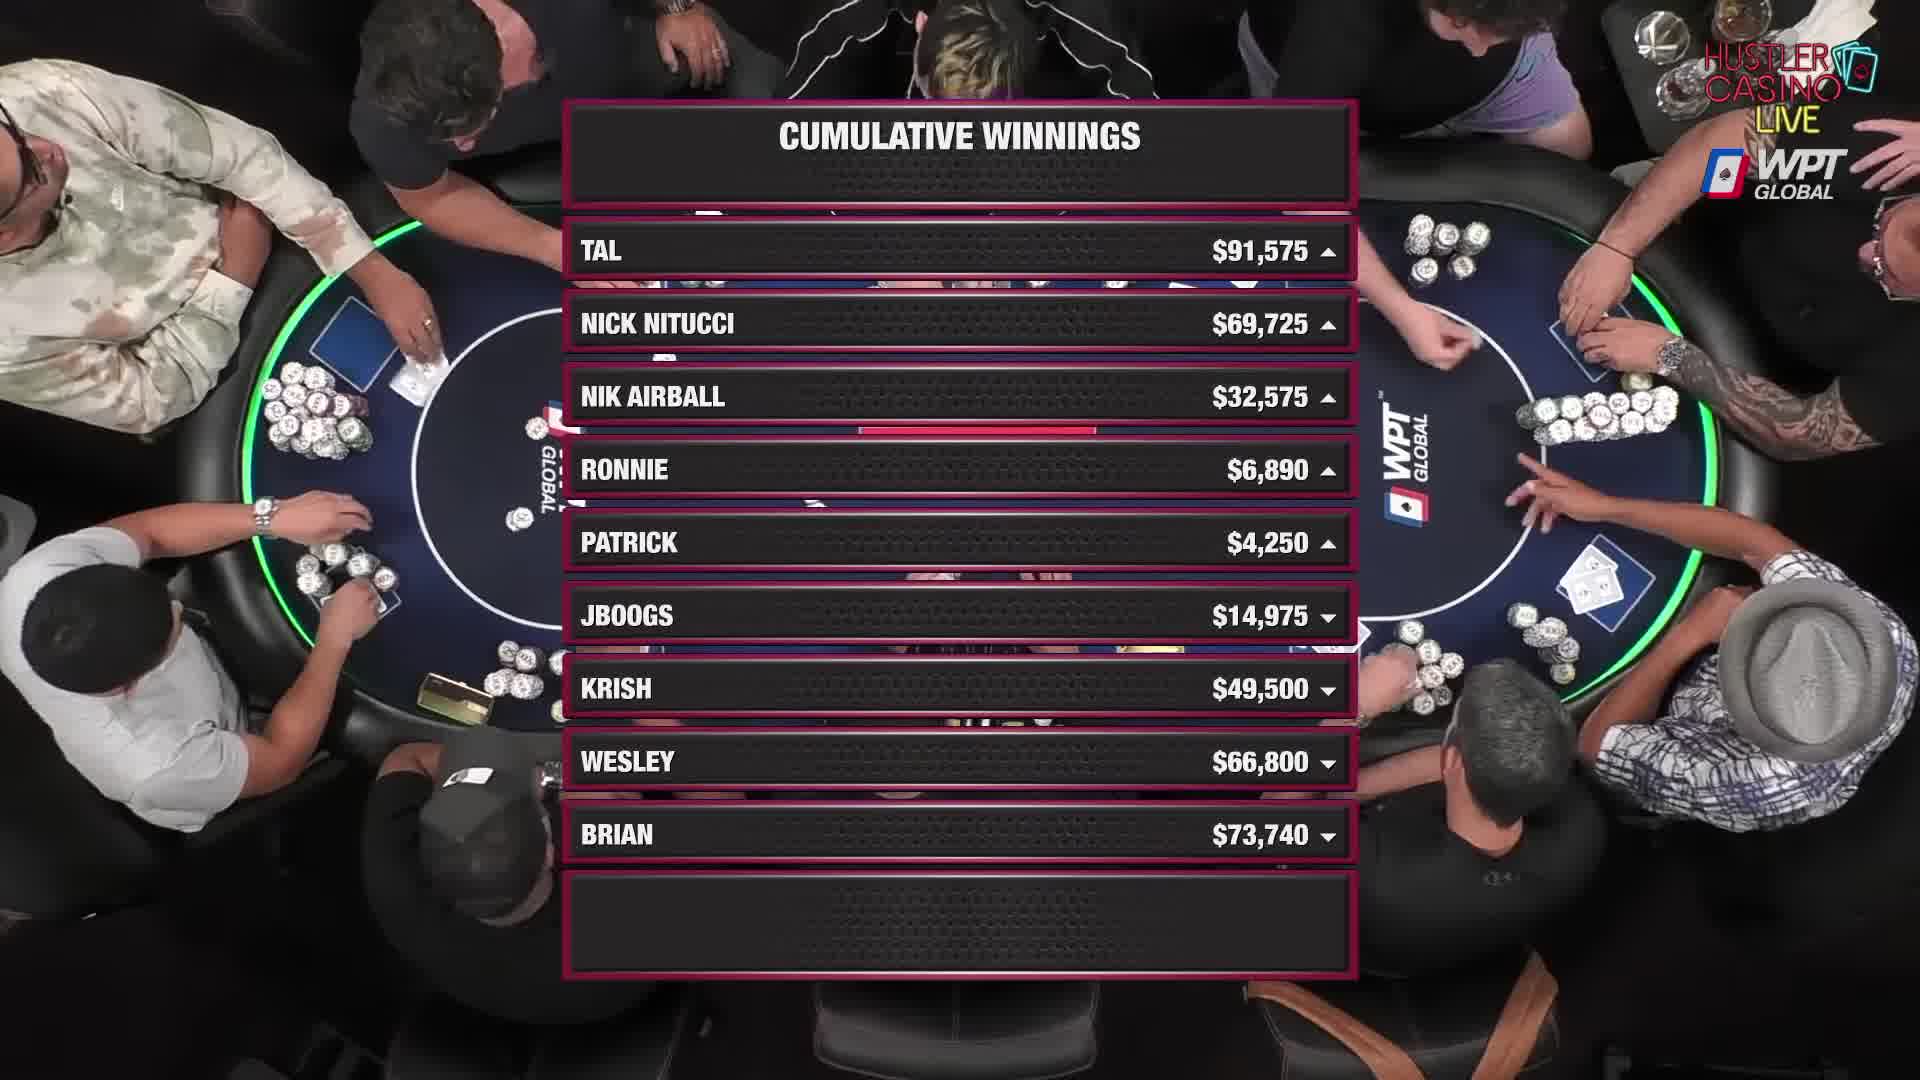 HUSTLER
CASINO
LIVE
WPT
GLOBAL
CUMULATIVE WINNINGS
TAL $91,575
NICK NITUCCI $69,725
NIK AIRBALL $32,575
RONNIE $6,890
PATRICK $4,250
JBOOGS $14,975
KRISH $49,500
WESLEY $66,800
BRIAN $73,740
GLOBAL
WPT
GLOBAL